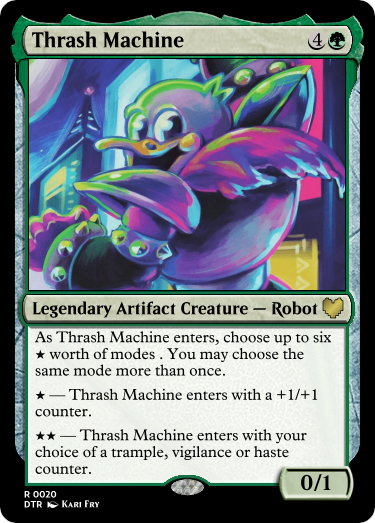 Thrash Machine 4
Legendary Artifact Creature — Robot
As Thrash Machine enters, choose up to six
★ worth of modes . You may choose the
same mode more than once.
★ — Thrash Machine enters with a +1/+1
counter.
★★ — Thrash Machine enters with your
choice of a trample, vigilance or haste
counter.
0/1
R 0020
DTR Kari Fry